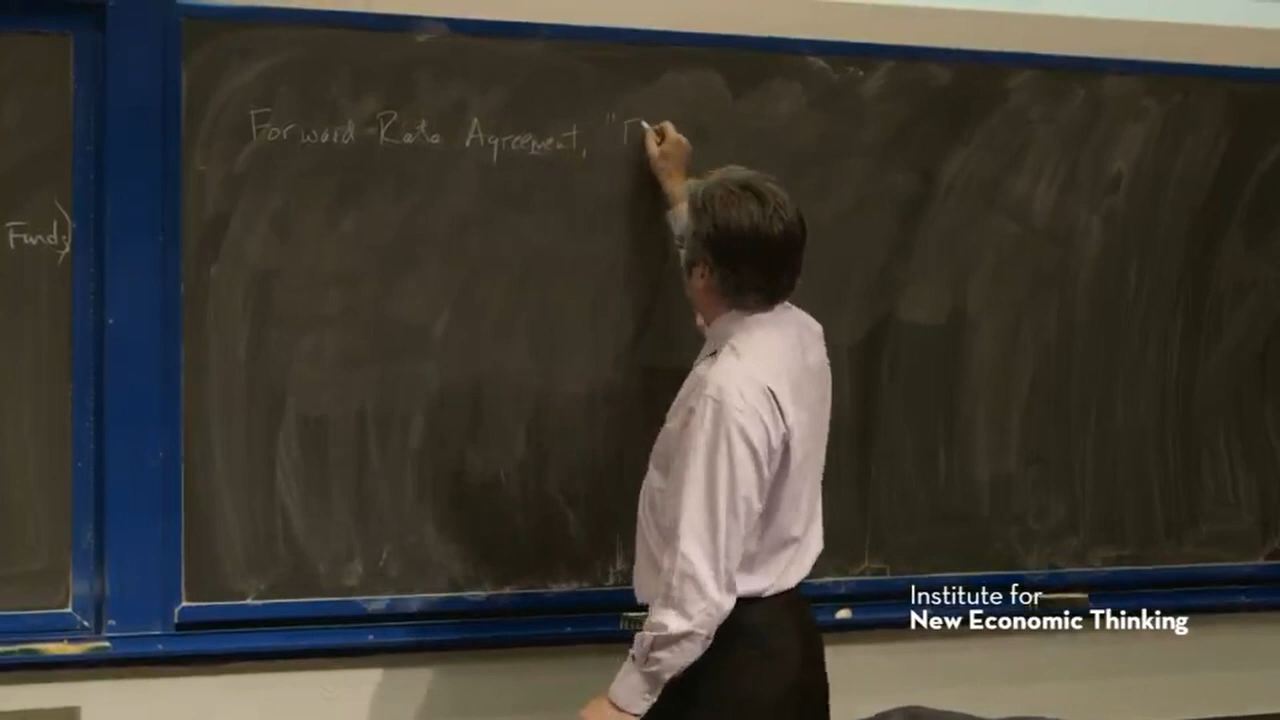 Funds)
Forward Rate Agreement, "F
Institute for
New Economic Thinking